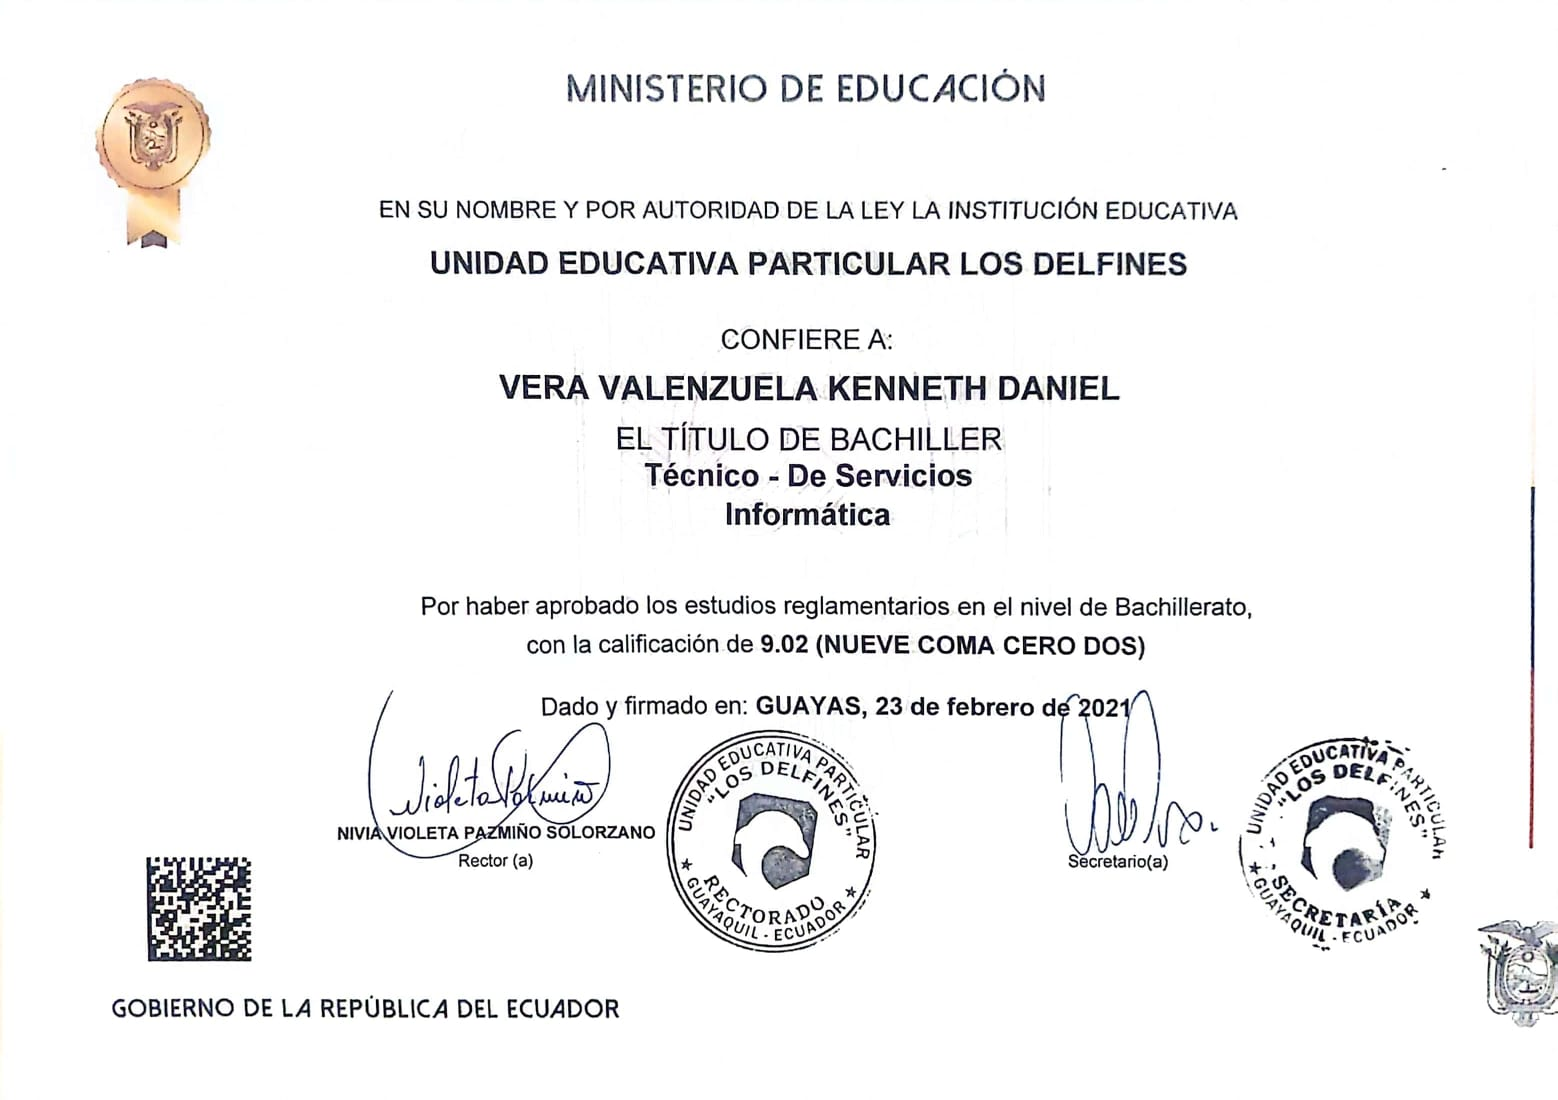 MINISTERIO DE EDUCACIÓN
EN SU NOMBRE Y POR AUTORIDAD DE LA LEY LA INSTITUCIÓN EDUCATIVA
UNIDAD EDUCATIVA PARTICULAR LOS DELFINES
CONFIERE A:
VERA VALENZUELA KENNETH DANIEL
EL TÍTULO DE BACHILLER
Técnico - De Servicios
Informática
Por haber aprobado los estudios reglamentarios en el nivel de Bachillerato,
con la calificación de 9.02 (NUEVE COMA CERO DOS)
Dado y firmado en: GUAYAS, 23 de febrero de 2021
Violeta Pazmiño
NIVIA VIOLETA PAZMIÑO SOLORZANO
Rector (a)
UNIDAD EDUCATIVA PARTICULAR
"LOS DELFINES"
RECTORADO
GUAYAQUIL - ECUADOR
Secretario(a)
UNIDAD EDUCATIVA PARTICULAR
"LOS DELFINES"
SECRETARÍA
GUAYAQUIL - ECUADOR
GOBIERNO DE LA REPÚBLICA DEL ECUADOR